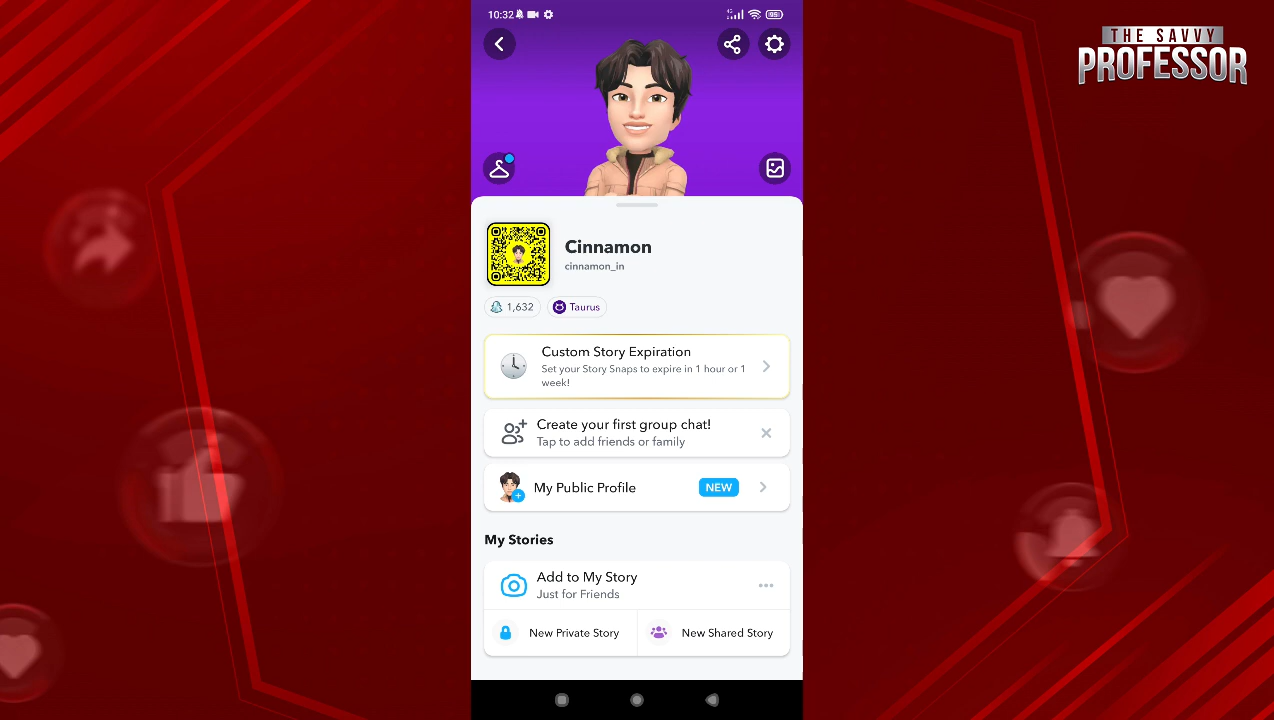 10:32
4G
95
THE SAVVY
PROFESSOR
Cinnamon
cinnamon_in
1,632
Taurus
Custom Story Expiration
Set your Story Snaps to expire in 1 hour or 1
week!
Create your first group chat!
Tap to add friends or family
My Public Profile
NEW
My Stories
Add to My Story
Just for Friends
New Private Story
New Shared Story